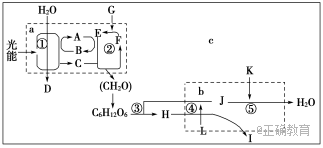 H₂O G
a E c
光能 ① A ② F
B
C K
D (CH₂O) b J H₂O
⑤
C₆H₁₂O₆ ③ H ④
L I
@正确教育